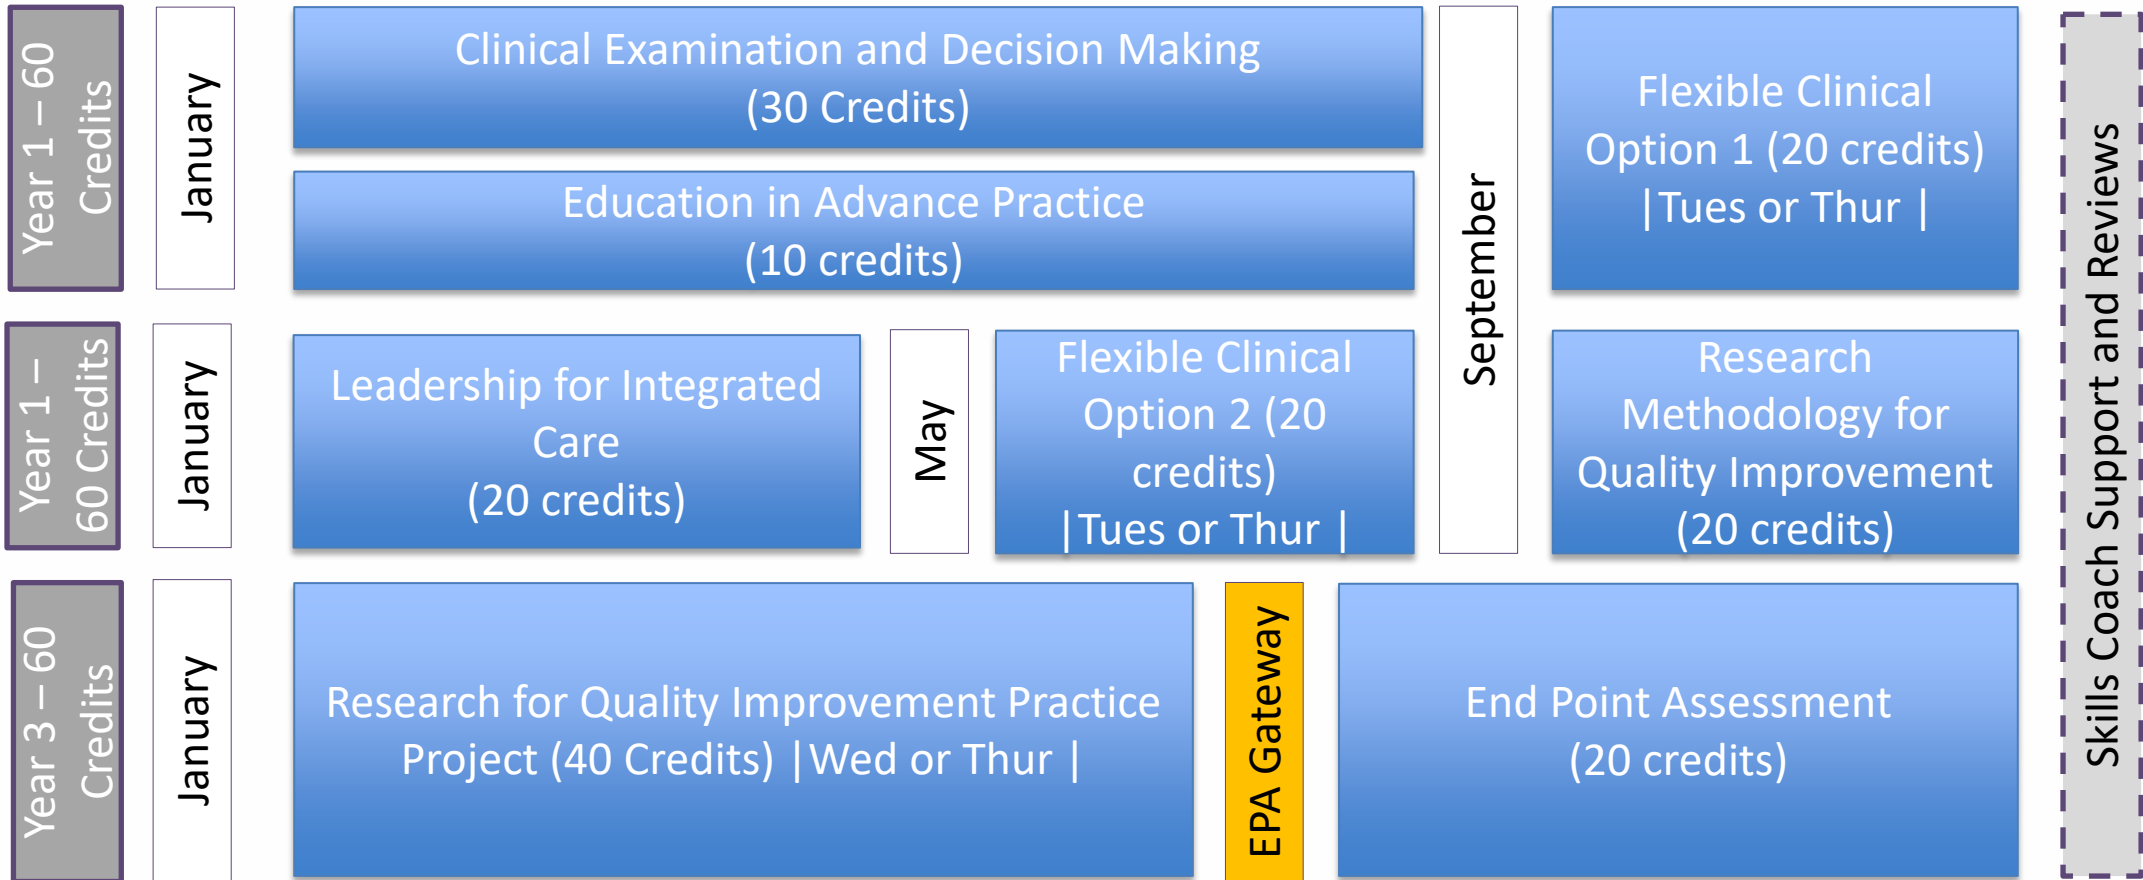 Year 1 – 60
Credits
January
Clinical Examination and Decision Making
(30 Credits)
Education in Advance Practice
(10 credits)
September
Flexible Clinical
Option 1 (20 credits)
|Tues or Thur |
Year 1 –
60 Credits
January
Leadership for Integrated
Care
(20 credits)
May
Flexible Clinical
Option 2 (20
credits)
|Tues or Thur |
Research
Methodology for
Quality Improvement
(20 credits)
Year 3 – 60
Credits
January
Research for Quality Improvement Practice
Project (40 Credits) |Wed or Thur |
EPA Gateway
End Point Assessment
(20 credits)
Skills Coach Support and Reviews